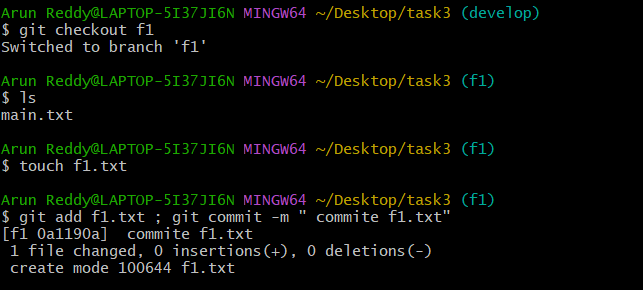 Arun Reddy@LAPTOP-5I37JI6N MINGW64 ~/Desktop/task3 (develop)
$ git checkout f1
Switched to branch 'f1'
Arun Reddy@LAPTOP-5I37JI6N MINGW64 ~/Desktop/task3 (f1)
$ ls
main.txt
Arun Reddy@LAPTOP-5I37JI6N MINGW64 ~/Desktop/task3 (f1)
$ touch f1.txt
Arun Reddy@LAPTOP-5I37JI6N MINGW64 ~/Desktop/task3 (f1)
$ git add f1.txt ; git commit -m " commite f1.txt"
[f1 0a1190a]  commite f1.txt
 1 file changed, 0 insertions(+), 0 deletions(-)
 create mode 100644 f1.txt